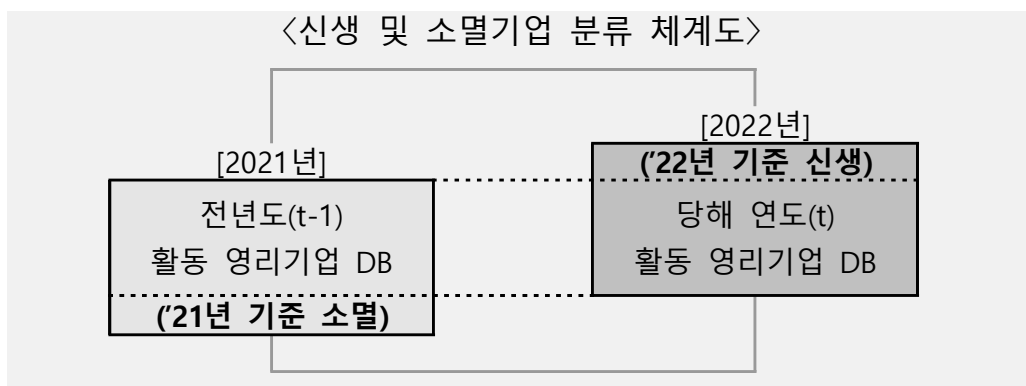 〈신생 및 소멸기업 분류 체계도〉
[2021년]
전년도(t-1)
활동 영리기업 DB
(’21년 기준 소멸)
[2022년]
(’22년 기준 신생)
당해 연도(t)
활동 영리기업 DB